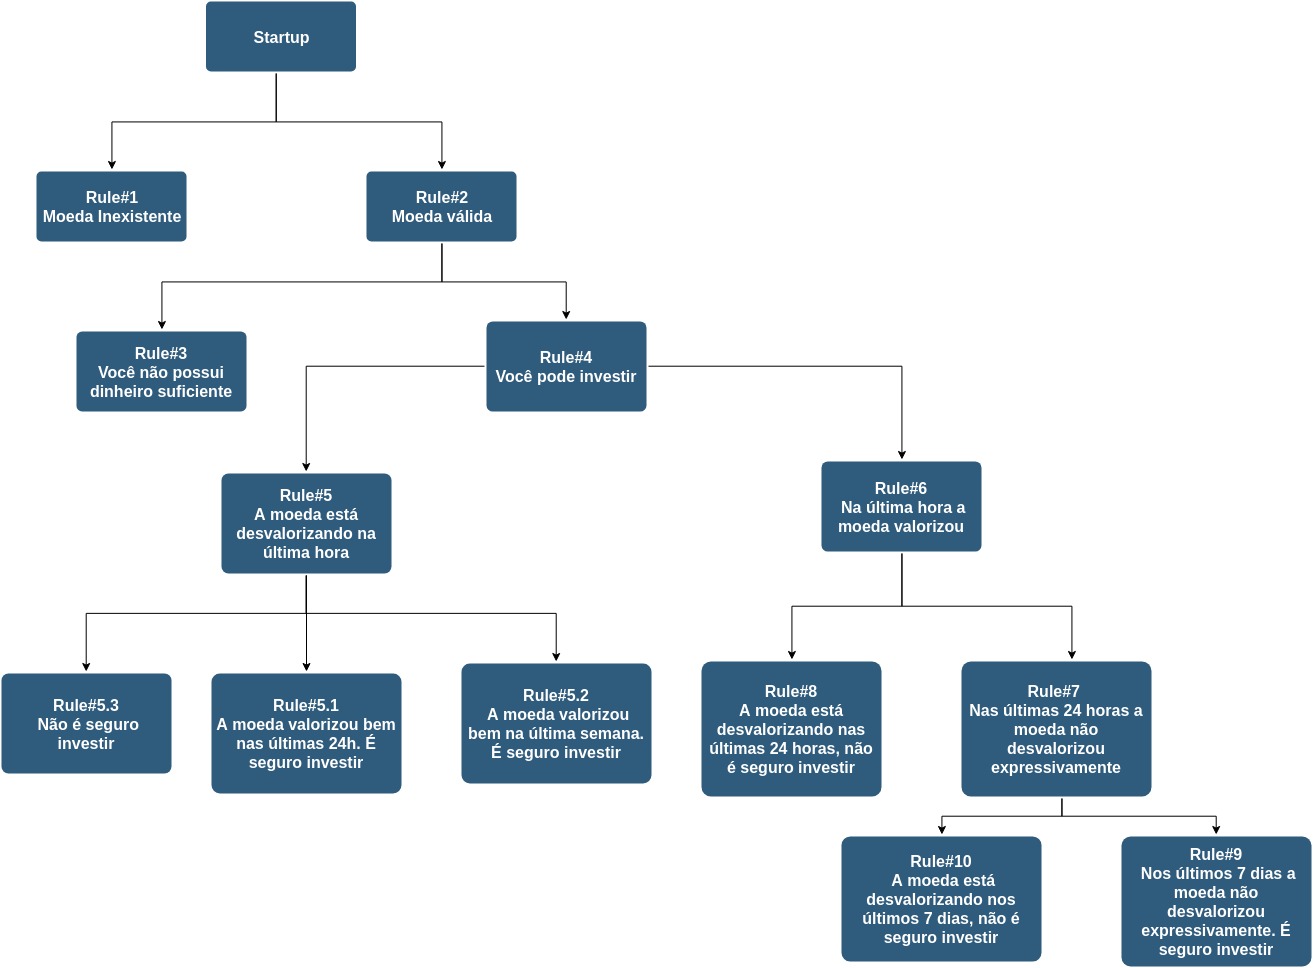 Startup
Rule#1
Moeda Inexistente
Rule#2
Moeda válida
Rule#3
Você não possui
dinheiro suficiente
Rule#4
Você pode investir
Rule#5
A moeda está
desvalorizando na
última hora
Rule#6
Na última hora a
moeda valorizou
Rule#5.3
Não é seguro
investir
Rule#5.1
A moeda valorizou bem
nas últimas 24h. É
seguro investir
Rule#5.2
A moeda valorizou
bem na última semana.
É seguro investir
Rule#8
A moeda está
desvalorizando nas
últimas 24 horas, não
é seguro investir
Rule#7
Nas últimas 24 horas a
moeda não
desvalorizou
expressivamente
Rule#10
A moeda está
desvalorizando nos
últimos 7 dias, não é
seguro investir
Rule#9
Nos últimos 7 dias a
moeda não
desvalorizou
expressivamente. É
seguro investir